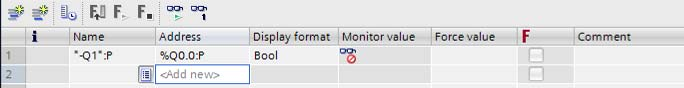 i Name Address Display format Monitor value Force value F Comment
1 "-Q1":P %Q0.0:P Bool
2 <Add new>